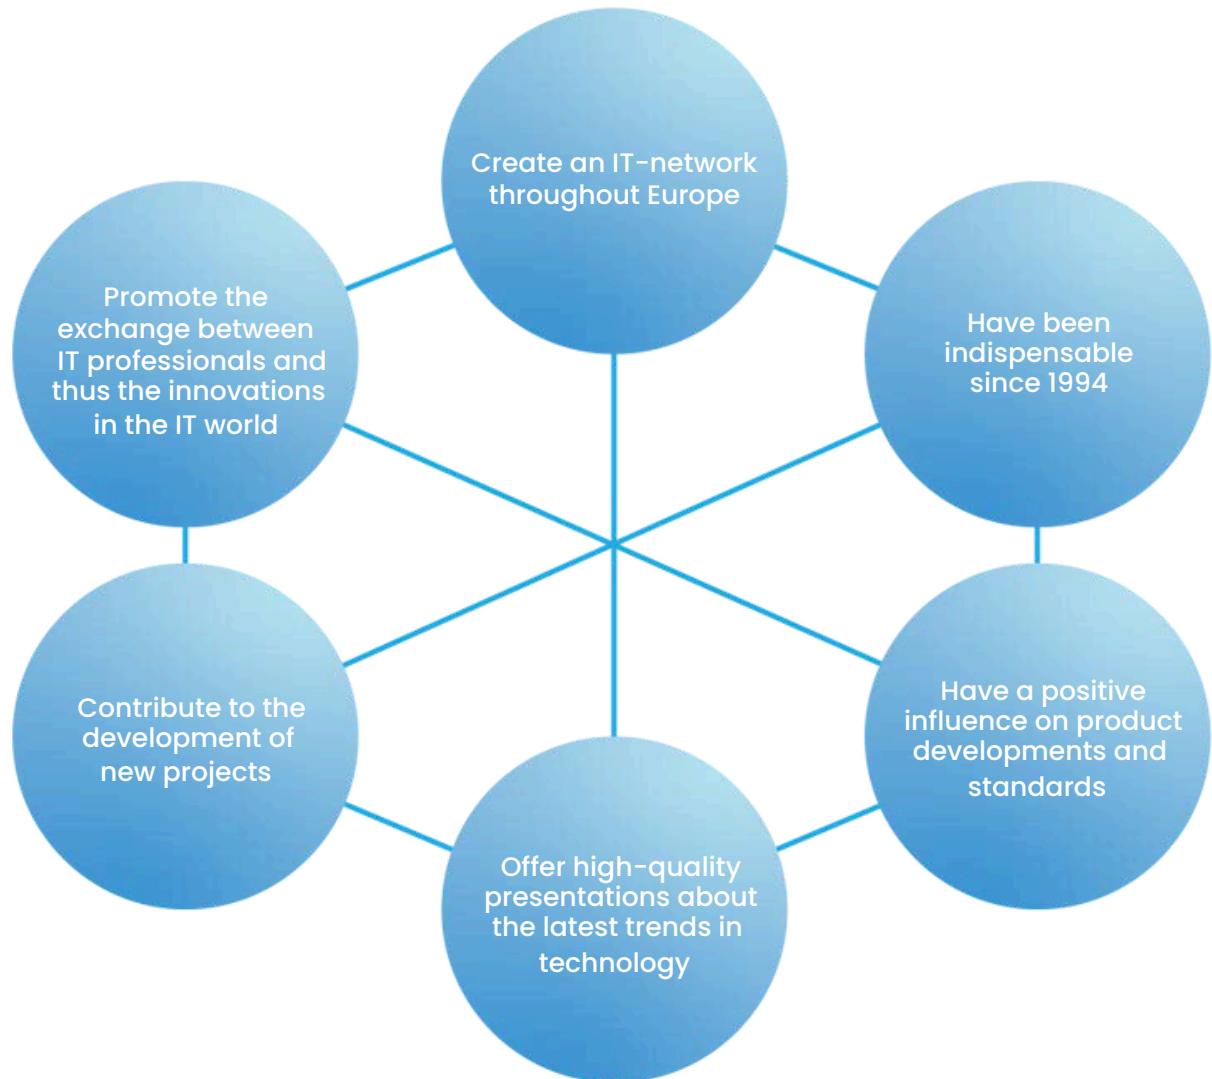 Create an IT-network
throughout Europe
Promote the
exchange between
IT professionals and
thus the innovations
in the IT world
Have been
indispensable
since 1994
Contribute to the
development of
new projects
Have a positive
influence on product
developments and
standards
Offer high-quality
presentations about
the latest trends in
technology